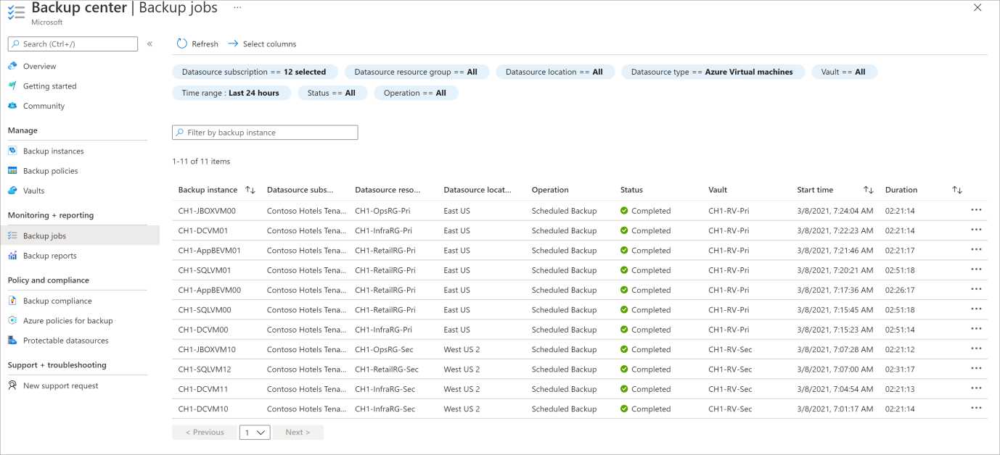 Backup center | Backup jobs ...
Microsoft
Search (Ctrl+/)
Overview
Getting started
Community
Manage
Backup instances
Backup policies
Vaults
Monitoring + reporting
Backup jobs
Backup reports
Policy and compliance
Backup compliance
Azure policies for backup
Protectable datasources
Support + troubleshooting
New support request
Refresh Select columns
Datasource subscription == 12 selected Datasource resource group == All Datasource location == All Datasource type == Azure Virtual machines Vault == All
Time range : Last 24 hours Status == All Operation == All
Filter by backup instance
1-11 of 11 items
Backup instance Datasource subs... Datasource reso... Datasource locat... Operation Status Vault Start time Duration
CH1-JBOXVM00 Contoso Hotels Tena... CH1-OpsRG-Pri East US Scheduled Backup Completed CH1-RV-Pri 3/8/2021, 7:24:04 AM 02:21:14 ...
CH1-DCVM01 Contoso Hotels Tena... CH1-InfraRG-Pri East US Scheduled Backup Completed CH1-RV-Pri 3/8/2021, 7:22:23 AM 02:21:14 ...
CH1-AppBEVM01 Contoso Hotels Tena... CH1-RetailRG-Pri East US Scheduled Backup Completed CH1-RV-Pri 3/8/2021, 7:21:46 AM 02:21:17 ...
CH1-SQLVM01 Contoso Hotels Tena... CH1-RetailRG-Pri East US Scheduled Backup Completed CH1-RV-Pri 3/8/2021, 7:20:21 AM 02:51:18 ...
CH1-AppBEVM00 Contoso Hotels Tena... CH1-RetailRG-Pri East US Scheduled Backup Completed CH1-RV-Pri 3/8/2021, 7:17:36 AM 02:26:17 ...
CH1-SQLVM00 Contoso Hotels Tena... CH1-RetailRG-Pri East US Scheduled Backup Completed CH1-RV-Pri 3/8/2021, 7:15:45 AM 02:51:18 ...
CH1-DCVM00 Contoso Hotels Tena... CH1-InfraRG-Pri East US Scheduled Backup Completed CH1-RV-Pri 3/8/2021, 7:15:23 AM 02:51:14 ...
CH1-JBOXVM10 Contoso Hotels Tena... CH1-OpsRG-Sec West US 2 Scheduled Backup Completed CH1-RV-Sec 3/8/2021, 7:07:28 AM 02:21:12 ...
CH1-SQLVM12 Contoso Hotels Tena... CH1-RetailRG-Sec West US 2 Scheduled Backup Completed CH1-RV-Sec 3/8/2021, 7:07:00 AM 02:31:17 ...
CH1-DCVM11 Contoso Hotels Tena... CH1-InfraRG-Sec West US 2 Scheduled Backup Completed CH1-RV-Sec 3/8/2021, 7:04:54 AM 02:21:13 ...
CH1-DCVM10 Contoso Hotels Tena... CH1-InfraRG-Sec West US 2 Scheduled Backup Completed CH1-RV-Sec 3/8/2021, 7:01:17 AM 02:21:14 ...
< Previous 1 Next >